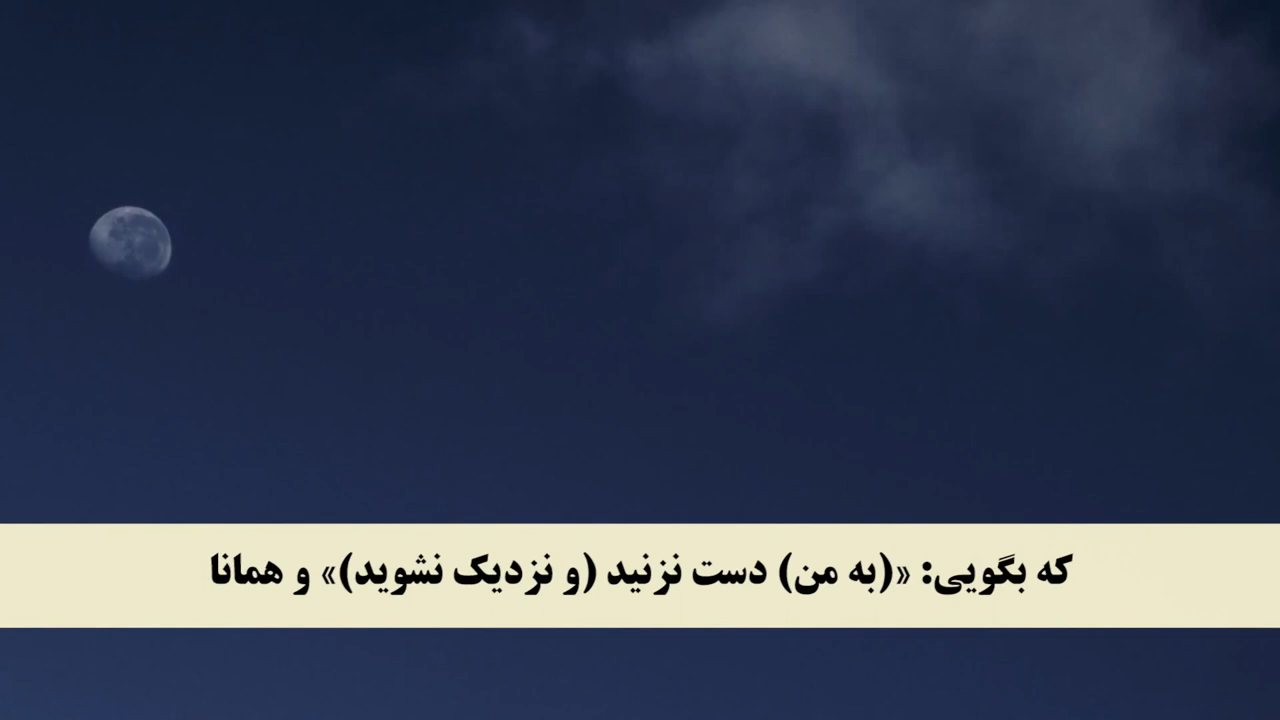 که بگویی: «(به من) دست نزنید (و نزدیک نشوید)» و همانا